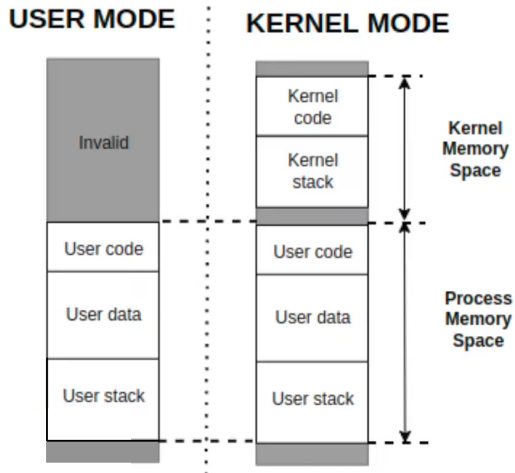 USER MODE
KERNEL MODE
Invalid
User code
User data
User stack
Kernel
code
Kernel
stack
User code
User data
User stack
Kernel
Memory
Space
Process
Memory
Space